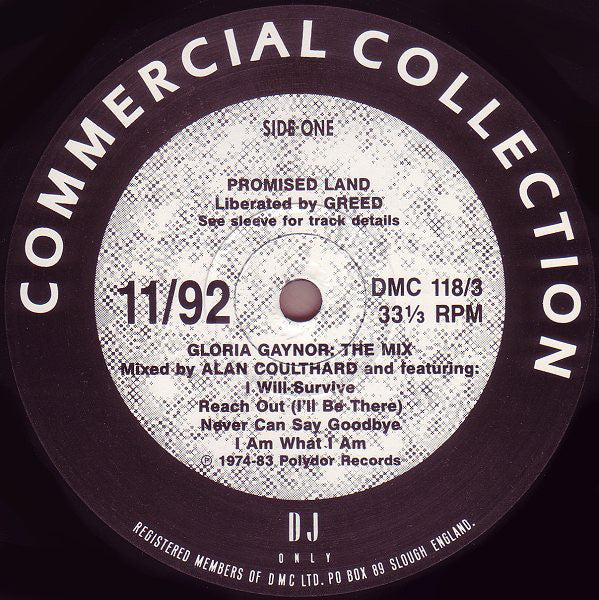 COMMERCIAL COLLECTION
SIDE ONE
PROMISED LAND
Liberated by GREED
See sleeve for track details
11/92
DMC 118/3
33⅓ RPM
GLORIA GAYNOR: THE MIX
Mixed by ALAN COULTHARD and featuring:
I Will Survive
Reach Out (I'll Be There)
Never Can Say Goodbye
I Am What I Am
℗ 1974-83 Polydor Records
DJ
ONLY
REGISTERED MEMBERS OF DMC LTD. PO BOX 89 SLOUGH ENGLAND.